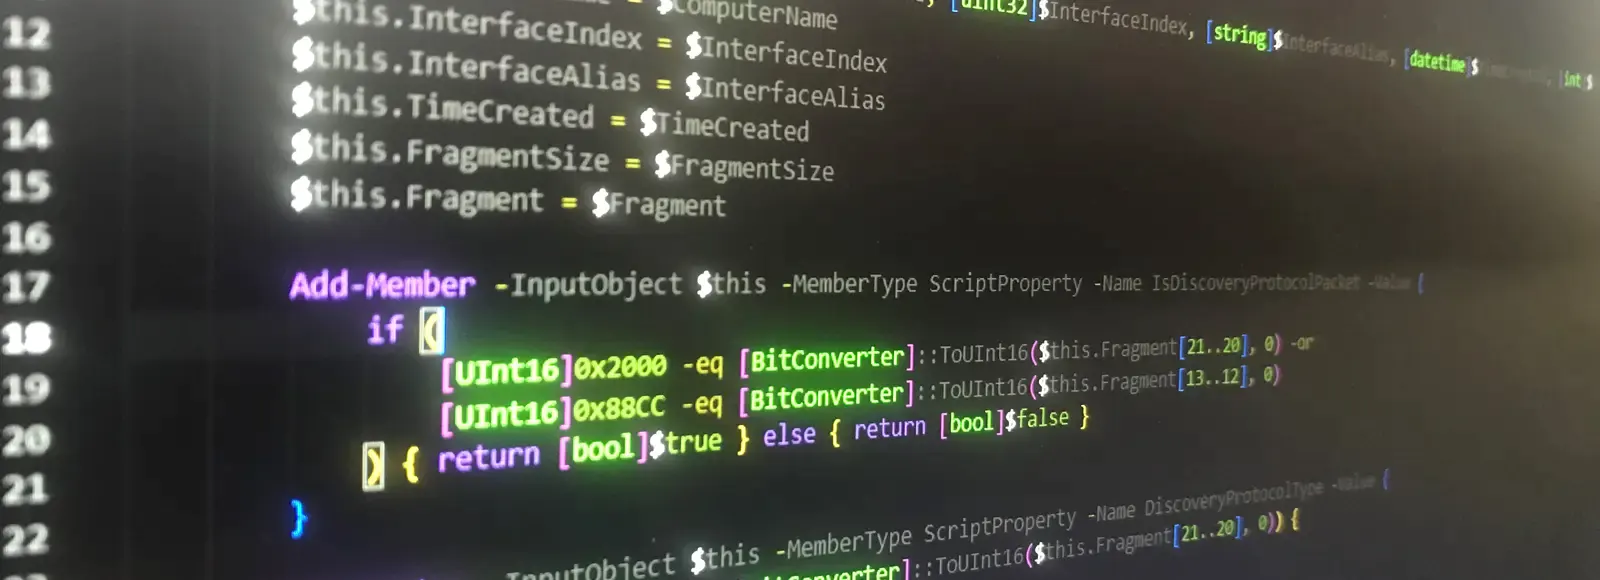 $ComputerName , [uint32]$InterfaceIndex, [string]$InterfaceAlias, [datetime]$ [int $
12 $this.InterfaceIndex = $InterfaceIndex
13 $this.InterfaceAlias = $InterfaceAlias
14 $this.TimeCreated = $TimeCreated
15 $this.FragmentSize = $FragmentSize
16 $this.Fragment = $Fragment
17 Add-Member -InputObject $this -MemberType ScriptProperty -Name IsDiscoveryProtocolPacket -Value {
18 if (
19 [UInt16]0x2000 -eq [BitConverter]::ToUInt16($this.Fragment[21..20], 0) -or
20 [UInt16]0x88CC -eq [BitConverter]::ToUInt16($this.Fragment[13..12], 0)
21 ) { return [bool]$true } else { return [bool]$false }
22 }
InputObject $this -MemberType ScriptProperty -Name DiscoveryProtocolType -Value {
]::ToUInt16($this.Fragment[21..20], 0)) {